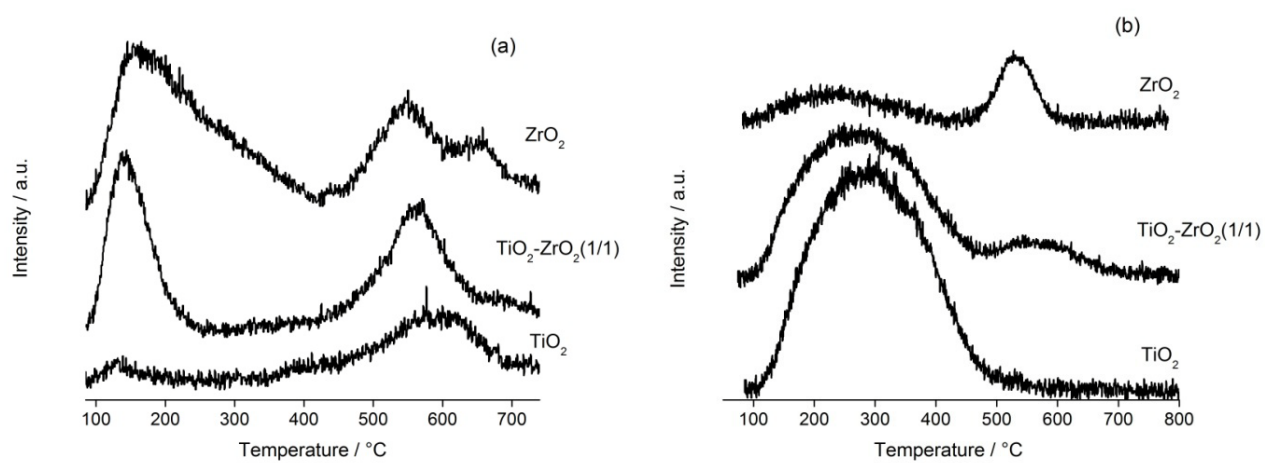 (a)
ZrO₂
TiO₂-ZrO₂(1/1)
TiO₂
Intensity / a.u.
100 200 300 400 500 600 700
Temperature / °C
(b)
ZrO₂
TiO₂-ZrO₂(1/1)
TiO₂
Intensity / a.u.
100 200 300 400 500 600 700 800
Temperature / °C